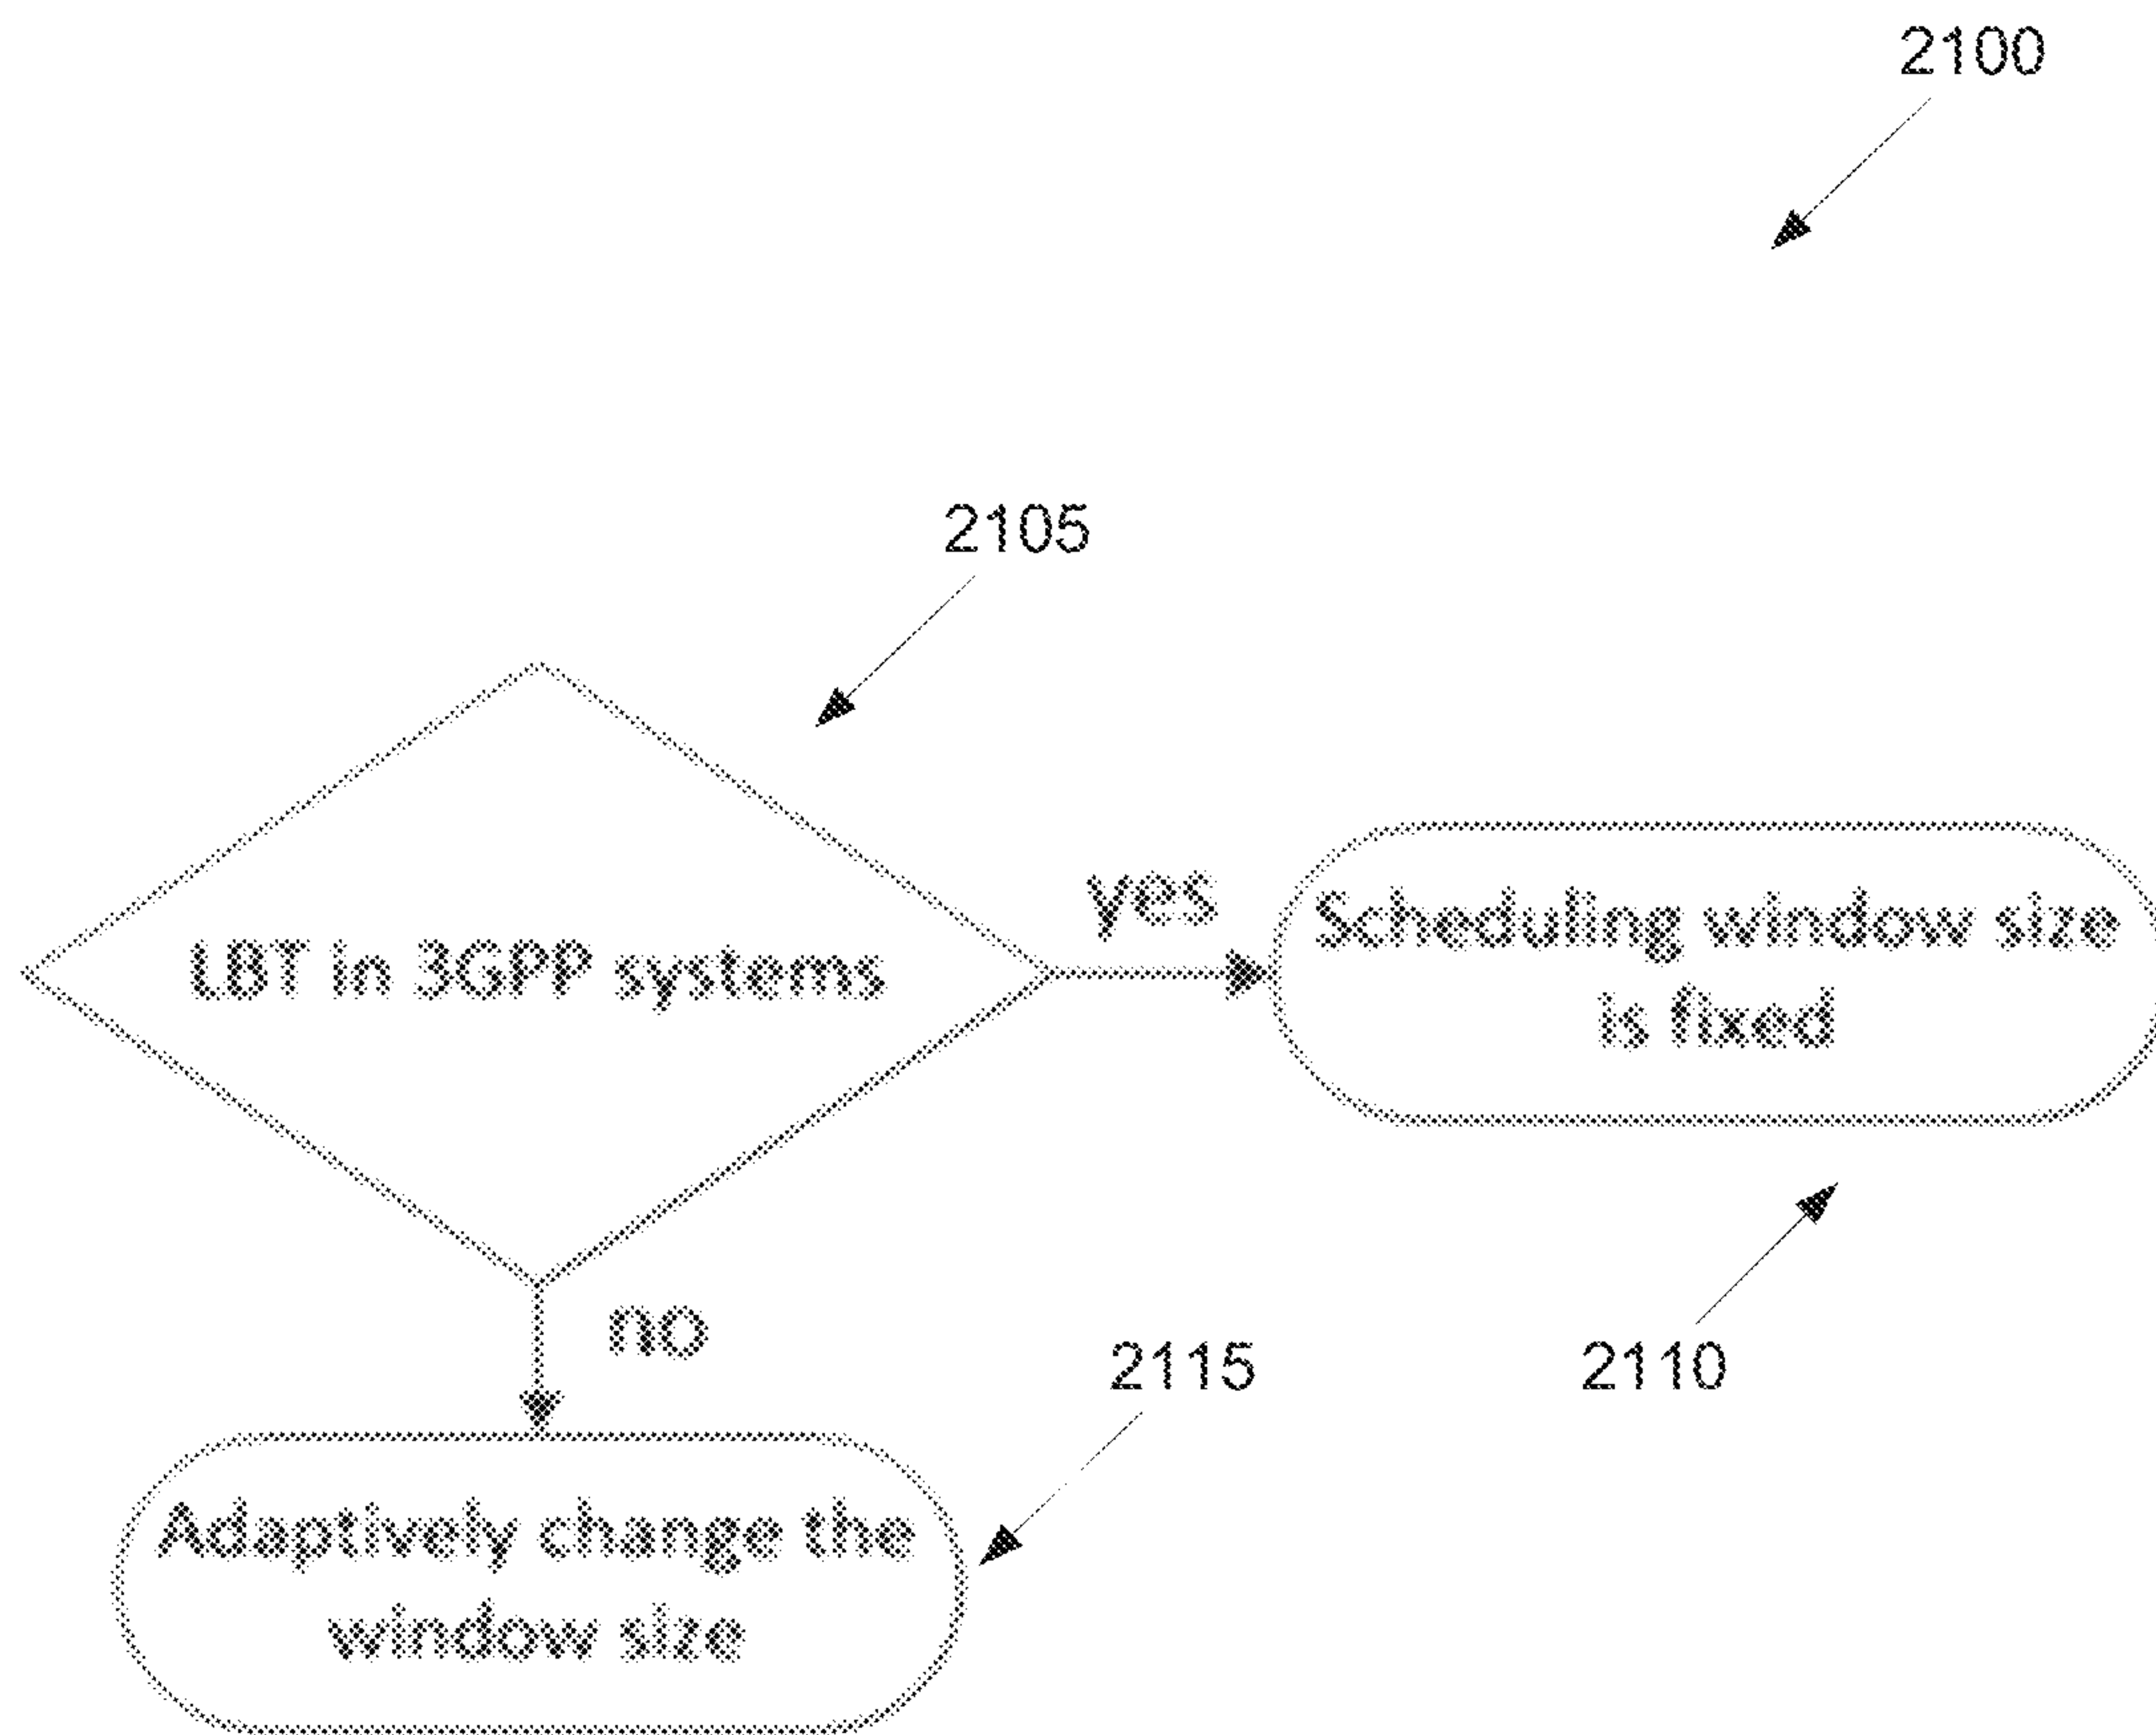 2100
2105
LBT in 3GPP systems
yes
Scheduling window size
is fixed
no
2115
2110
Adaptively change the
window size